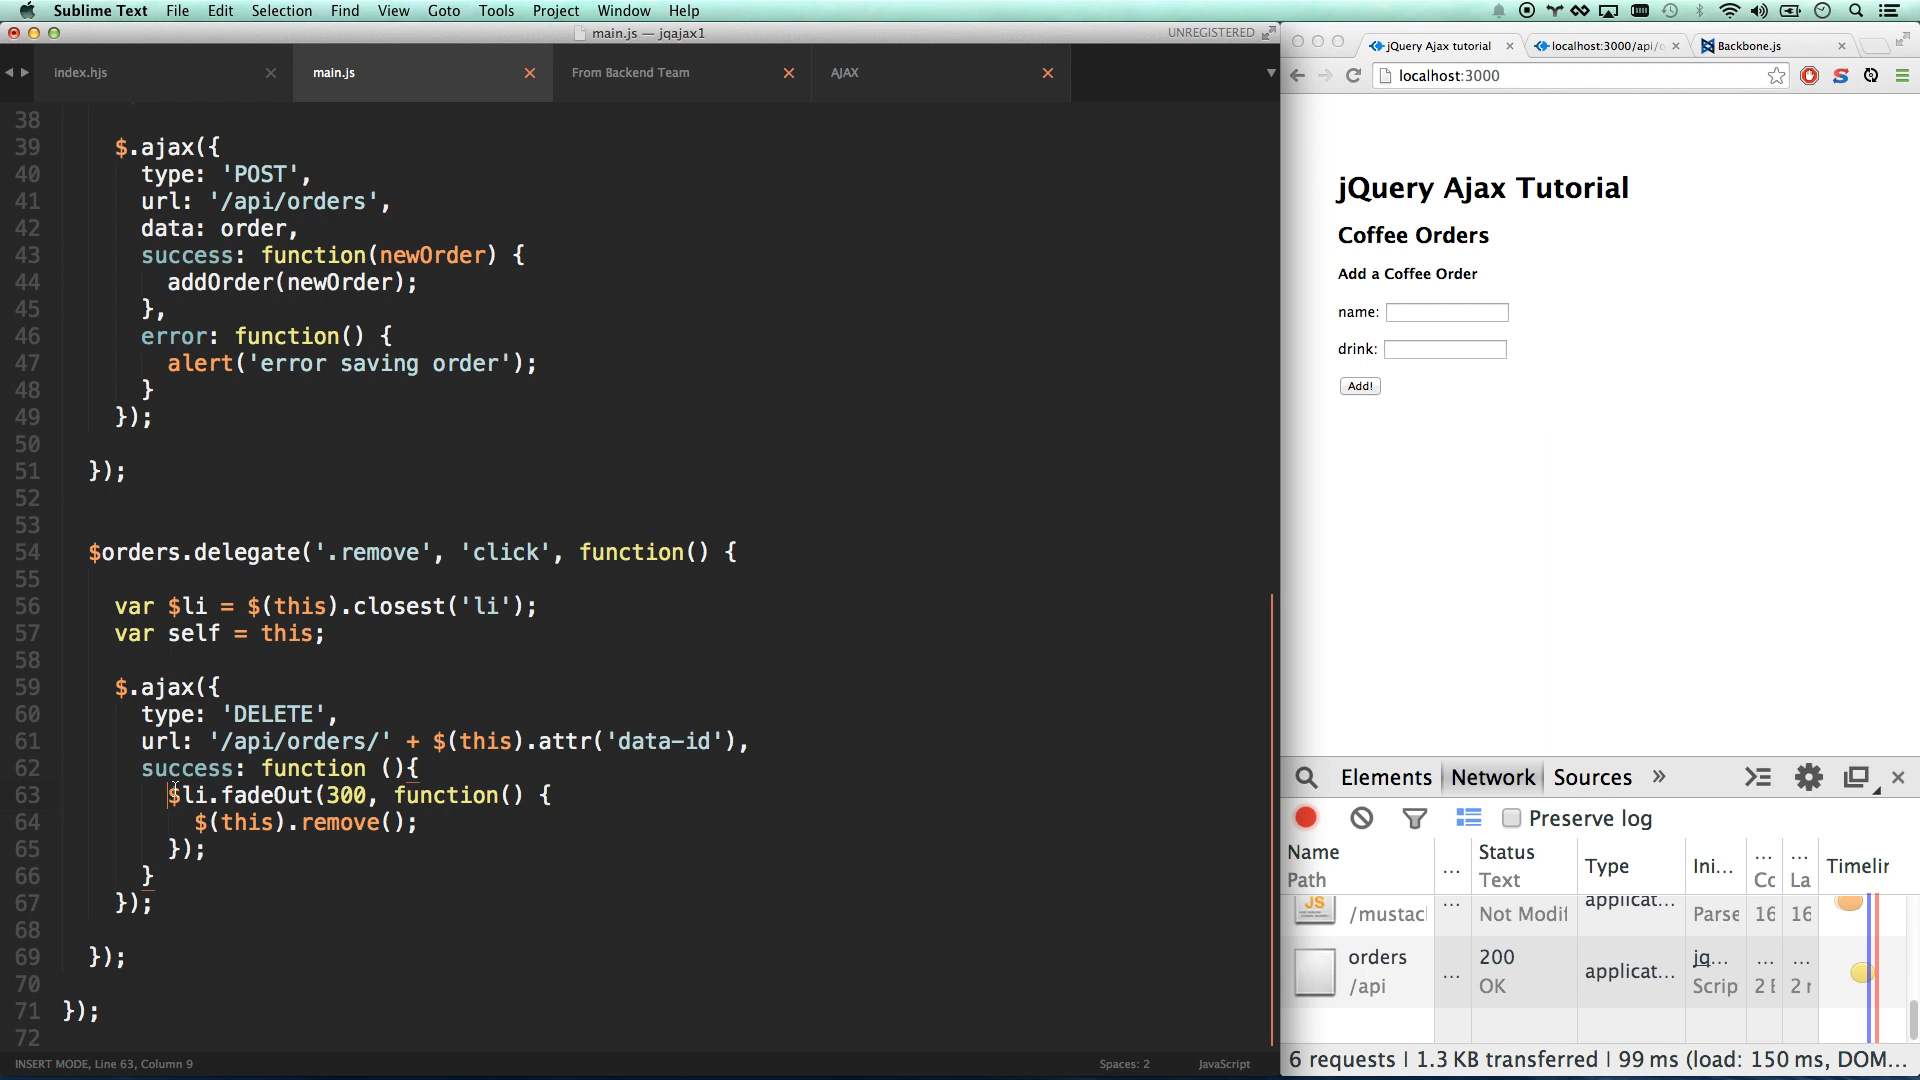 Sublime Text File Edit Selection Find View Goto Tools Project Window Help
main.js — jqajax1 UNREGISTERED
index.hjs main.js From Backend Team AJAX
38
39 $.ajax({
40 type: 'POST',
41 url: '/api/orders',
42 data: order,
43 success: function(newOrder) {
44 addOrder(newOrder);
45 },
46 error: function() {
47 alert('error saving order');
48 }
49 });
50
51 });
52
53
54 $orders.delegate('.remove', 'click', function() {
55
56 var $li = $(this).closest('li');
57 var self = this;
58
59 $.ajax({
60 type: 'DELETE',
61 url: '/api/orders/' + $(this).attr('data-id'),
62 success: function (){
63 $li.fadeOut(300, function() {
64 $(this).remove();
65 });
66 }
67 });
68
69 });
70
71 });
72
INSERT MODE, Line 63, Column 9 Spaces: 2 JavaScript
jQuery Ajax tutorial localhost:3000/api/o Backbone.js
localhost:3000
jQuery Ajax Tutorial
Coffee Orders
Add a Coffee Order
name:
drink:
Add!
Elements Network Sources »
Preserve log
Name ... Status Type Ini... ... ... Timelir
Path Text Cc La
JS /mustacl ... Not Modif applicat... Parse 16 16
orders ... 200 applicat... jq... ... ...
/api OK Scrip 2 E 2 r
6 requests | 1.3 KB transferred | 99 ms (load: 150 ms, DOM...